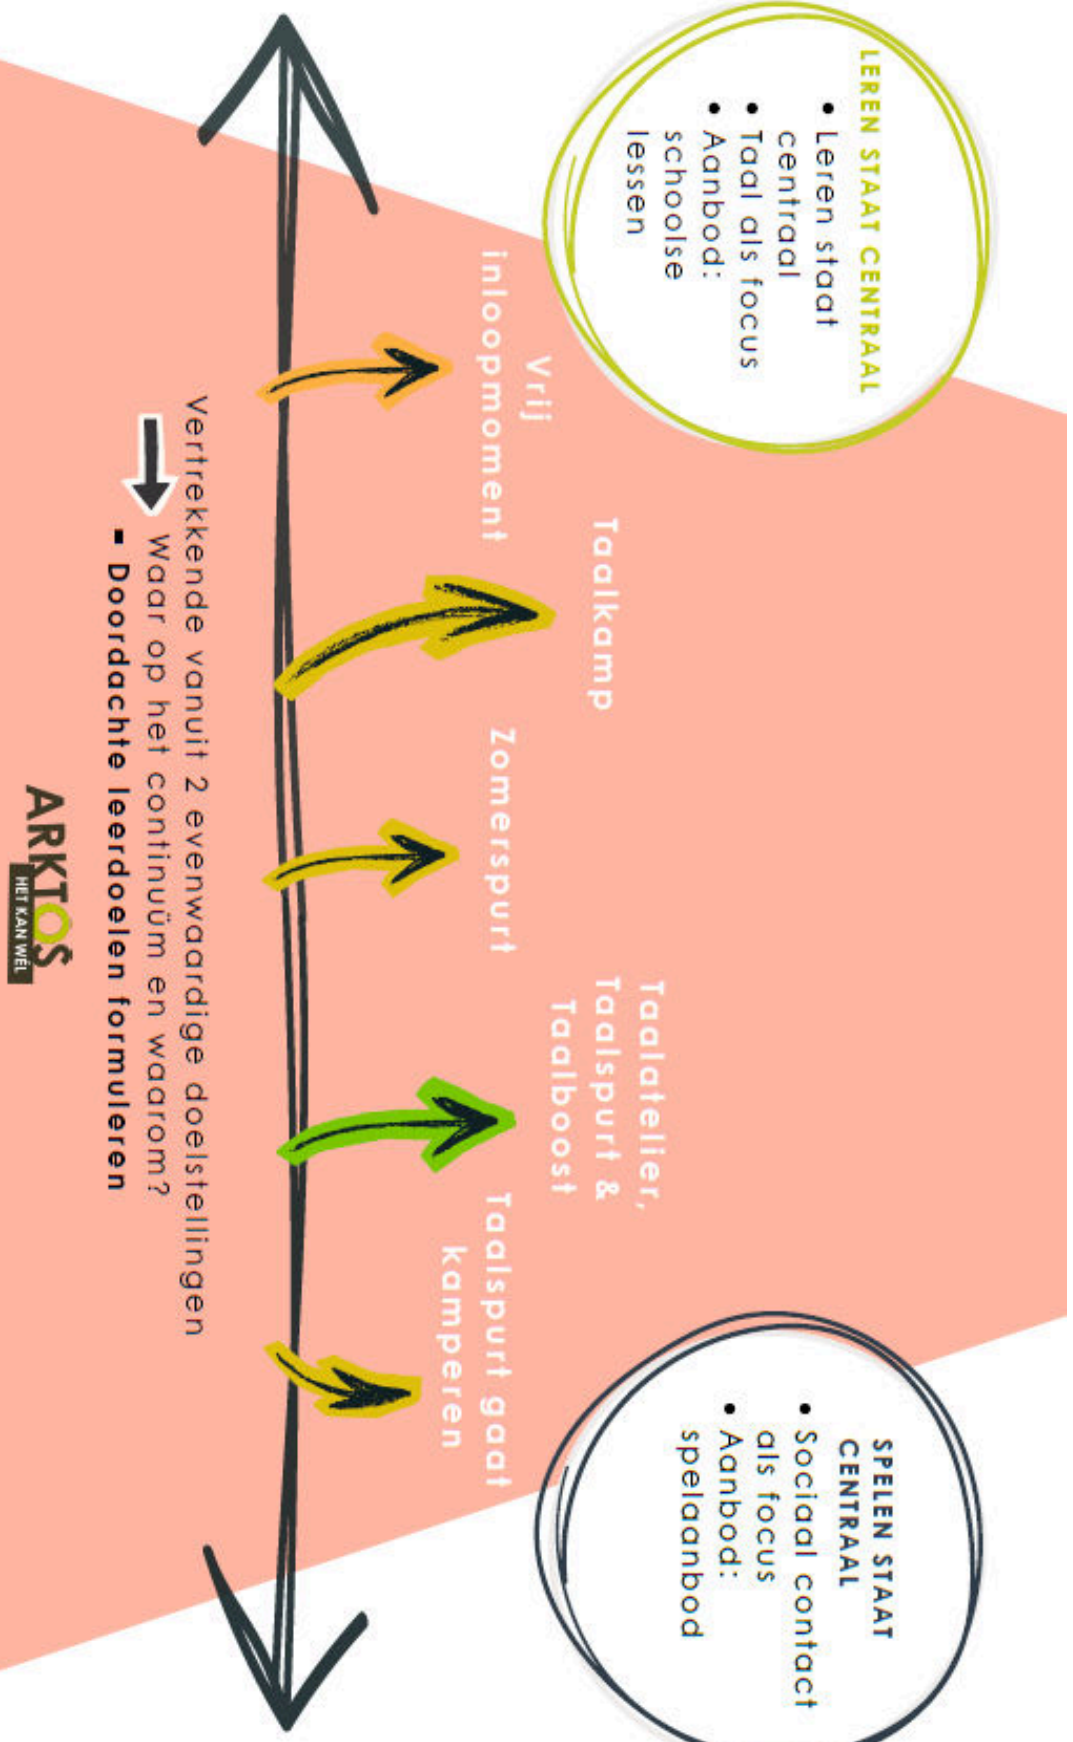 LEREN STAAT CENTRAAL
• Leren staat
centraal
• Taal als focus
• Aanbod:
schoolse
lessen
SPELEN STAAT
CENTRAAL
• Sociaal contact
als focus
• Aanbod:
spelaanbod
Vrij
inloopmoment
Taalkamp
Zomerspurt
Taalatelier,
Taalspurt &
Taalboost
Taalspurt gaat
kamperen
Vertrekkende vanuit 2 evenwaardige doelstellingen
Waar op het continuüm en waarom?
▪ Doordachte leerdoelen formuleren
ARKTOS
HET KAN WÉL